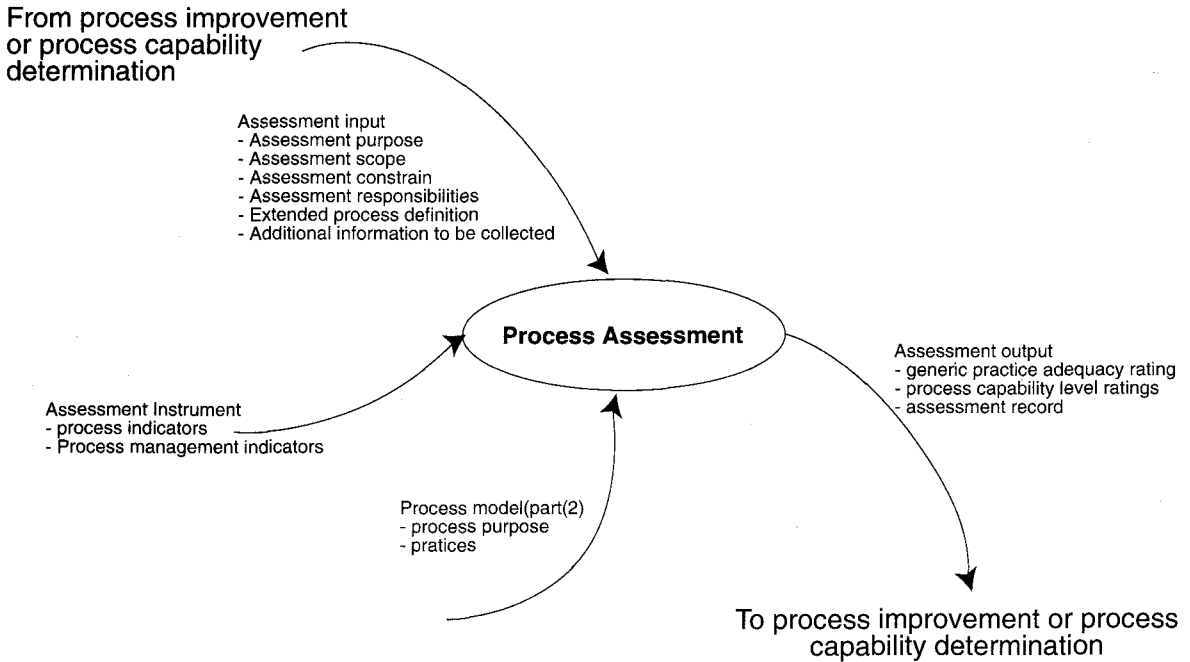 From process improvement
or process capability
determination
Assessment input
- Assessment purpose
- Assessment scope
- Assessment constrain
- Assessment responsibilities
- Extended process definition
- Additional information to be collected
Process Assessment
Assessment output
- generic practice adequacy rating
- process capability level ratings
- assessment record
Assessment Instrument
- process indicators
- Process management indicators
Process model(part(2)
- process purpose
- pratices
To process improvement or process
capability determination